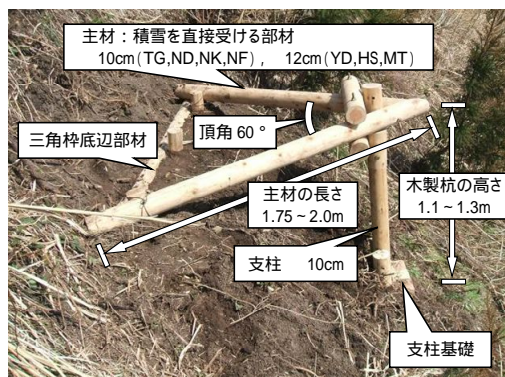 主材：積雪を直接受ける部材
10cm(TG,ND,NK,NF)， 12cm(YD,HS,MT)
頂角60°
三角枠底辺部材
主材の長さ
1.75~2.0m
木製杭の高さ
1.1~1.3m
支柱 10cm
支柱基礎